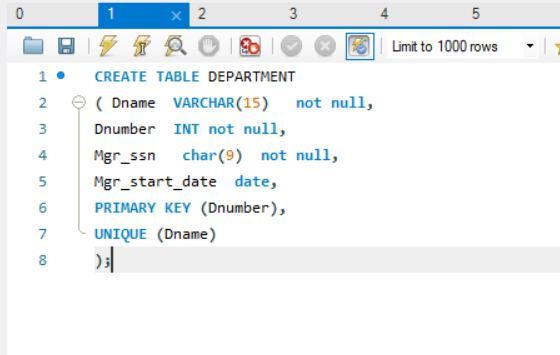 0 1 × 2 3 4 5
Limit to 1000 rows
1 CREATE TABLE DEPARTMENT
2 ( Dname VARCHAR(15) not null,
3 Dnumber INT not null,
4 Mgr_ssn char(9) not null,
5 Mgr_start_date date,
6 PRIMARY KEY (Dnumber),
7 UNIQUE (Dname)
8 );